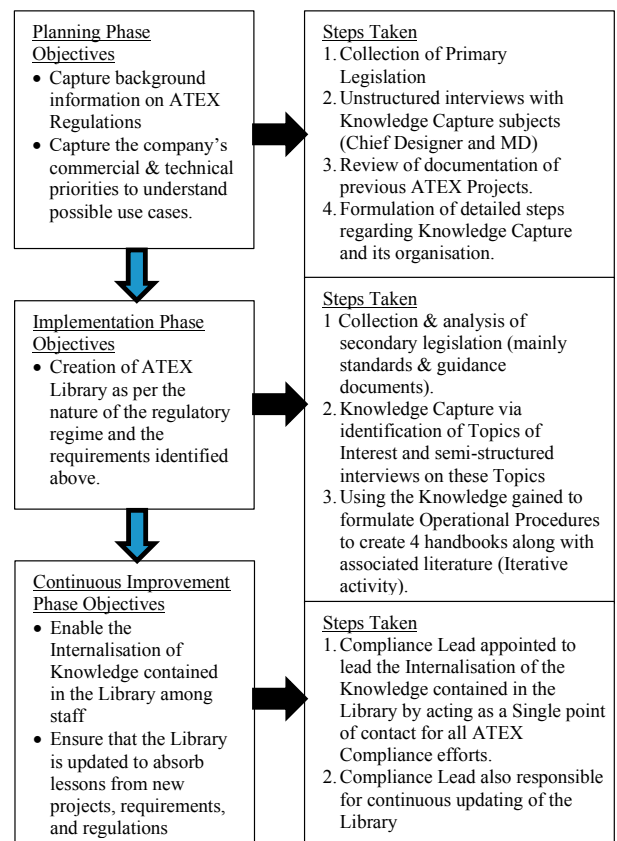 Planning Phase
Objectives
• Capture background
information on ATEX
Regulations
• Capture the company's
commercial & technical
priorities to understand
possible use cases.
Steps Taken
1. Collection of Primary
Legislation
2. Unstructured interviews with
Knowledge Capture subjects
(Chief Designer and MD)
3. Review of documentation of
previous ATEX Projects.
4. Formulation of detailed steps
regarding Knowledge Capture
and its organisation.
Implementation Phase
Objectives
• Creation of ATEX
Library as per the
nature of the regulatory
regime and the
requirements identified
above.
Steps Taken
1 Collection & analysis of
secondary legislation (mainly
standards & guidance
documents).
2. Knowledge Capture via
identification of Topics of
Interest and semi-structured
interviews on these Topics
3. Using the Knowledge gained to
formulate Operational Procedures
to create 4 handbooks along with
associated literature (Iterative
activity).
Continuous Improvement
Phase Objectives
• Enable the
Internalisation of
Knowledge contained
in the Library among
staff
• Ensure that the Library
is updated to absorb
lessons from new
projects, requirements,
and regulations
Steps Taken
1. Compliance Lead appointed to
lead the Internalisation of the
Knowledge contained in the
Library by acting as a Single point
of contact for all ATEX
Compliance efforts.
2. Compliance Lead also responsible
for continuous updating of the
Library